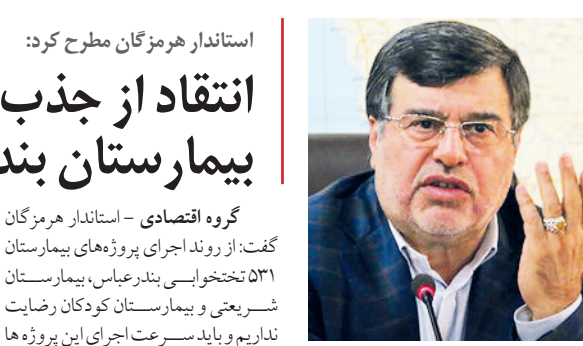 استاندار هرمزگان مطرح کرد:
انتقاد از جذب
بیمارستان
گروه اقتصادی - استاندار هرمزگان
گفت: از روند اجرای پروژه‌های بیمارستان
۵۳۱ تختخوابی بندرعباس، بیمارستان
شریعتی و بیمارستان کودکان رضایت
نداریم و باید سرعت اجرای این پروژه ها